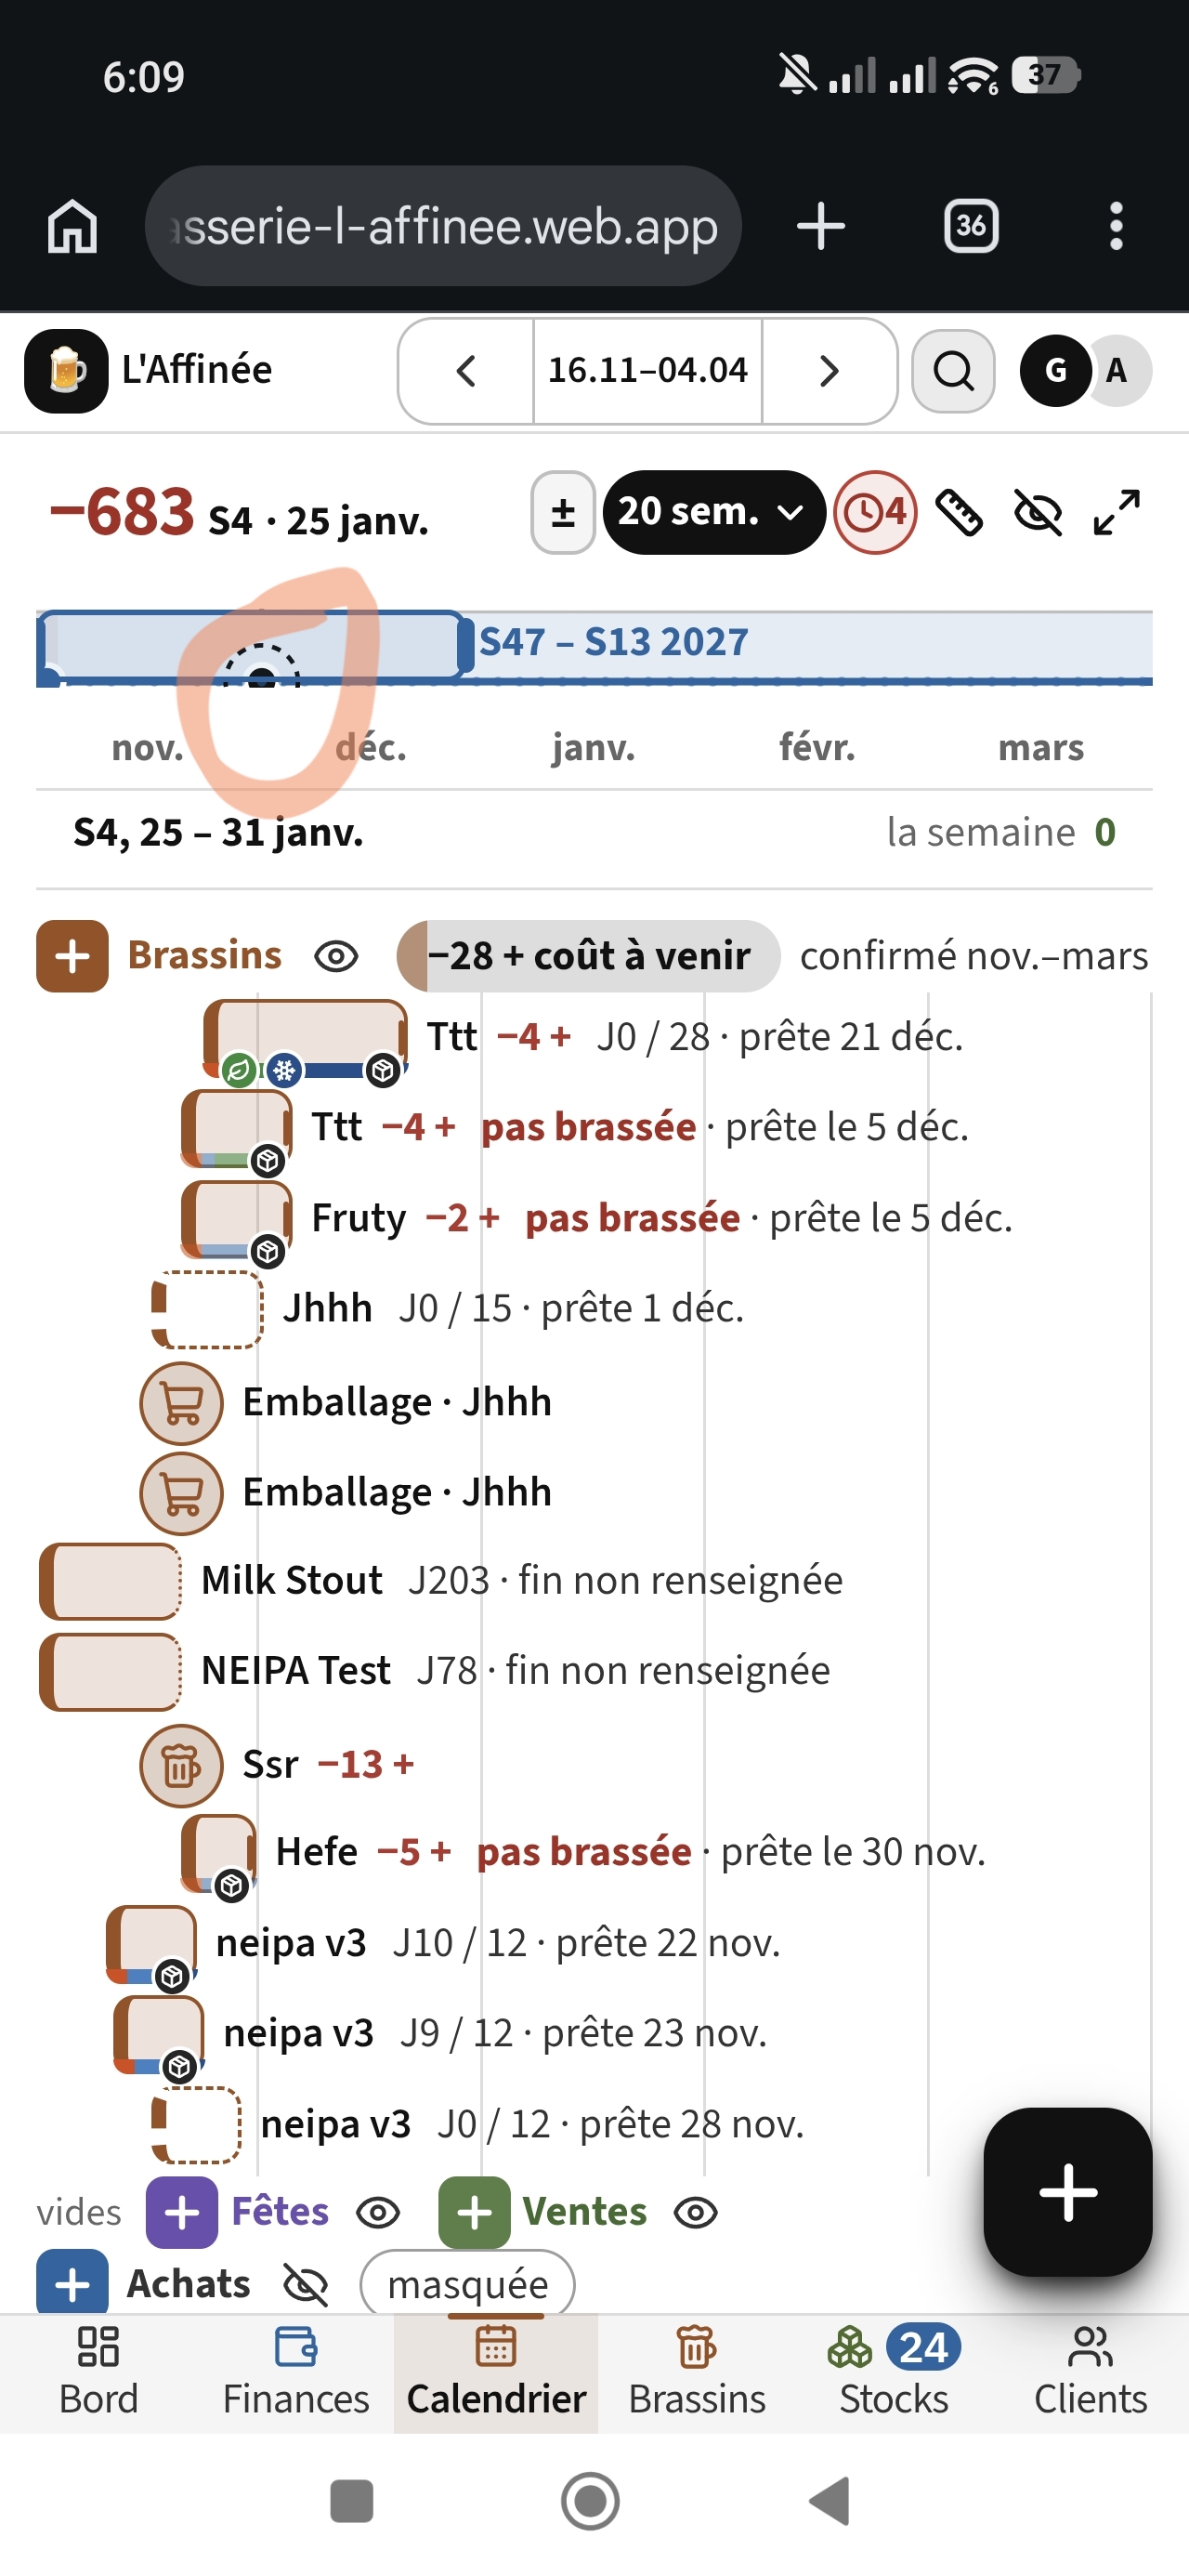 6:09
37
asserie-l-affinee.web.app
36
L'Affinée
16.11–04.04
G
A
−683 S4 · 25 janv.
±
20 sem.
4
S47 – S13 2027
nov. déc. janv. févr. mars
S4, 25 – 31 janv. la semaine 0
Brassins −28 + coût à venir confirmé nov.–mars
Ttt −4 + J0 / 28 · prête 21 déc.
Ttt −4 + pas brassée · prête le 5 déc.
Fruty −2 + pas brassée · prête le 5 déc.
Jhhh J0 / 15 · prête 1 déc.
Emballage · Jhhh
Emballage · Jhhh
Milk Stout J203 · fin non renseignée
NEIPA Test J78 · fin non renseignée
Ssr −13 +
Hefe −5 + pas brassée · prête le 30 nov.
neipa v3 J10 / 12 · prête 22 nov.
neipa v3 J9 / 12 · prête 23 nov.
neipa v3 J0 / 12 · prête 28 nov.
vides Fêtes Ventes
Achats masquée
24
Bord Finances Calendrier Brassins Stocks Clients